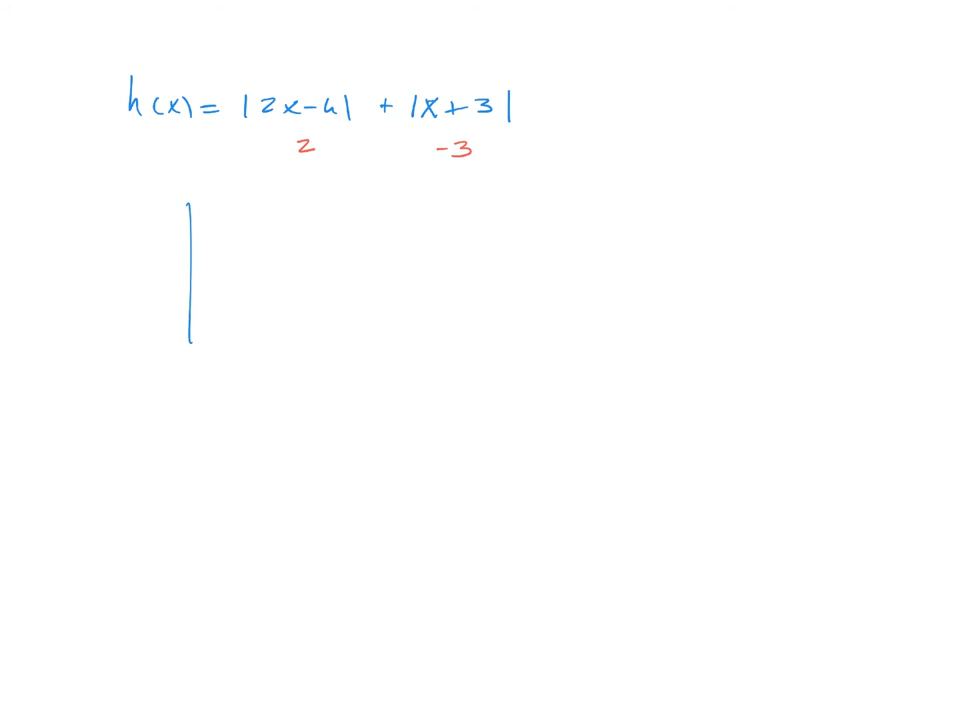 h(x) = |2x-4| + |x+3|
2 -3